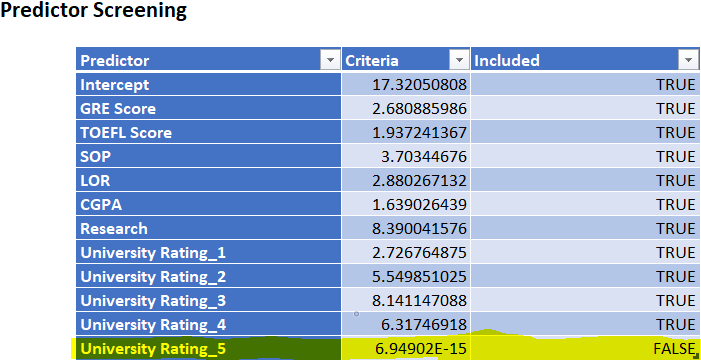 Predictor Screening
Predictor Criteria Included
Intercept 17.32050808 TRUE
GRE Score 2.680885986 TRUE
TOEFL Score 1.937241367 TRUE
SOP 3.70344676 TRUE
LOR 2.880267132 TRUE
CGPA 1.639026439 TRUE
Research 8.390041576 TRUE
University Rating_1 2.726764875 TRUE
University Rating_2 5.549851025 TRUE
University Rating_3 8.141147088 TRUE
University Rating_4 6.31746918 TRUE
University Rating_5 6.94902E-15 FALSE